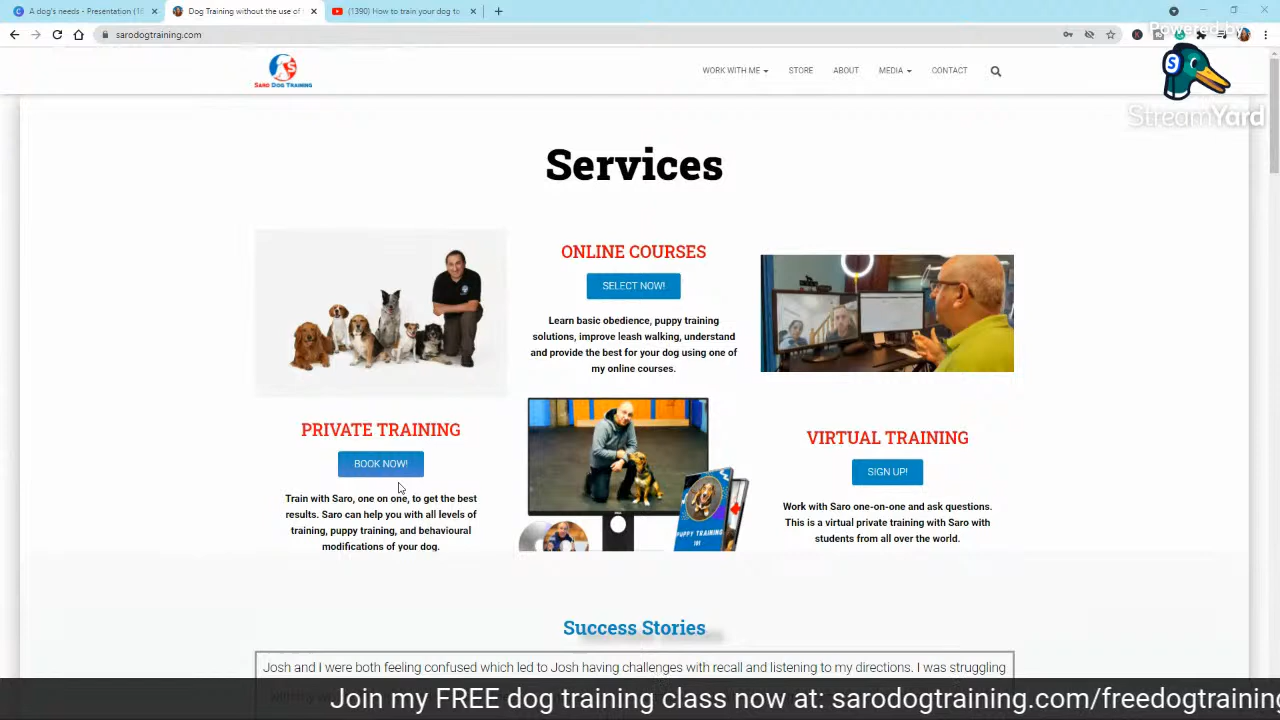 A dog's needs - Presentation (16
Dog Training without the use of
(1390) How to train your dog to
sarodogtraining.com
Powered by
StreamYard
SARO DOG TRAINING
WORK WITH ME
STORE
ABOUT
MEDIA
CONTACT
Services
ONLINE COURSES
SELECT NOW!
Learn basic obedience, puppy training
solutions, improve leash walking, understand
and provide the best for your dog using one of
my online courses.
PRIVATE TRAINING
BOOK NOW!
Train with Saro, one on one, to get the best
results. Saro can help you with all levels of
training, puppy training, and behavioural
modifications of your dog.
PUPPY TRAINING
101
VIRTUAL TRAINING
SIGN UP!
Work with Saro one-on-one and ask questions.
This is a virtual private training with Saro with
students from all over the world.
Success Stories
Josh and I were both feeling confused which led to Josh having challenges with recall and listening to my directions. I was struggling
Join my FREE dog training class now at: sarodogtraining.com/freedogtraining